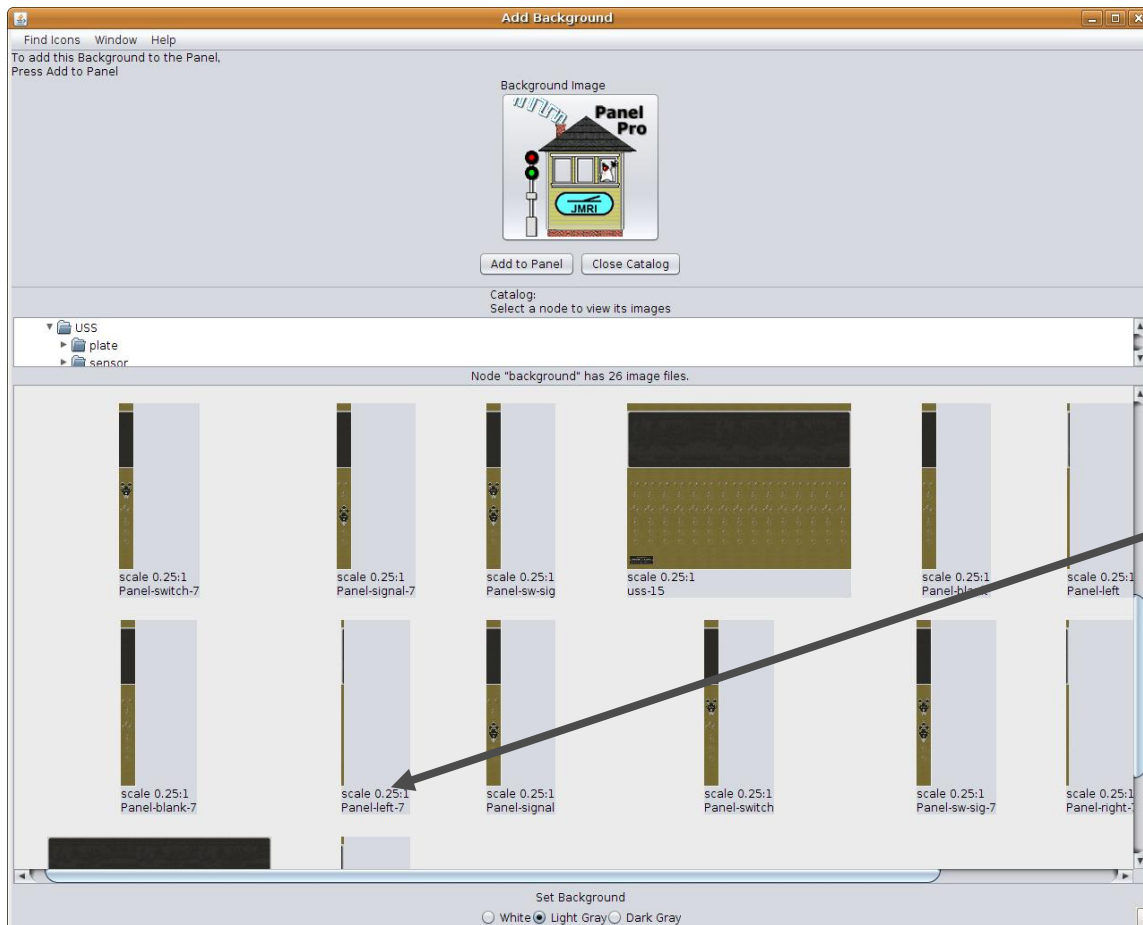 Add Background
Find Icons Window Help
To add this Background to the Panel,
Press Add to Panel
Background Image
Panel
Pro
JMRI
Add to Panel Close Catalog
Catalog:
Select a node to view its images
USS
plate
sensor
Node "background" has 26 image files.
scale 0.25:1 scale 0.25:1 scale 0.25:1 scale 0.25:1 scale 0.25:1 scale 0.25:1
Panel-switch-7 Panel-signal-7 Panel-sw-sig uss-15 Panel-blank Panel-left
scale 0.25:1 scale 0.25:1 scale 0.25:1 scale 0.25:1 scale 0.25:1 scale 0.25:1
Panel-blank-7 Panel-left-7 Panel-signal Panel-switch Panel-sw-sig-7 Panel-right-7
Set Background
White Light Gray Dark Gray